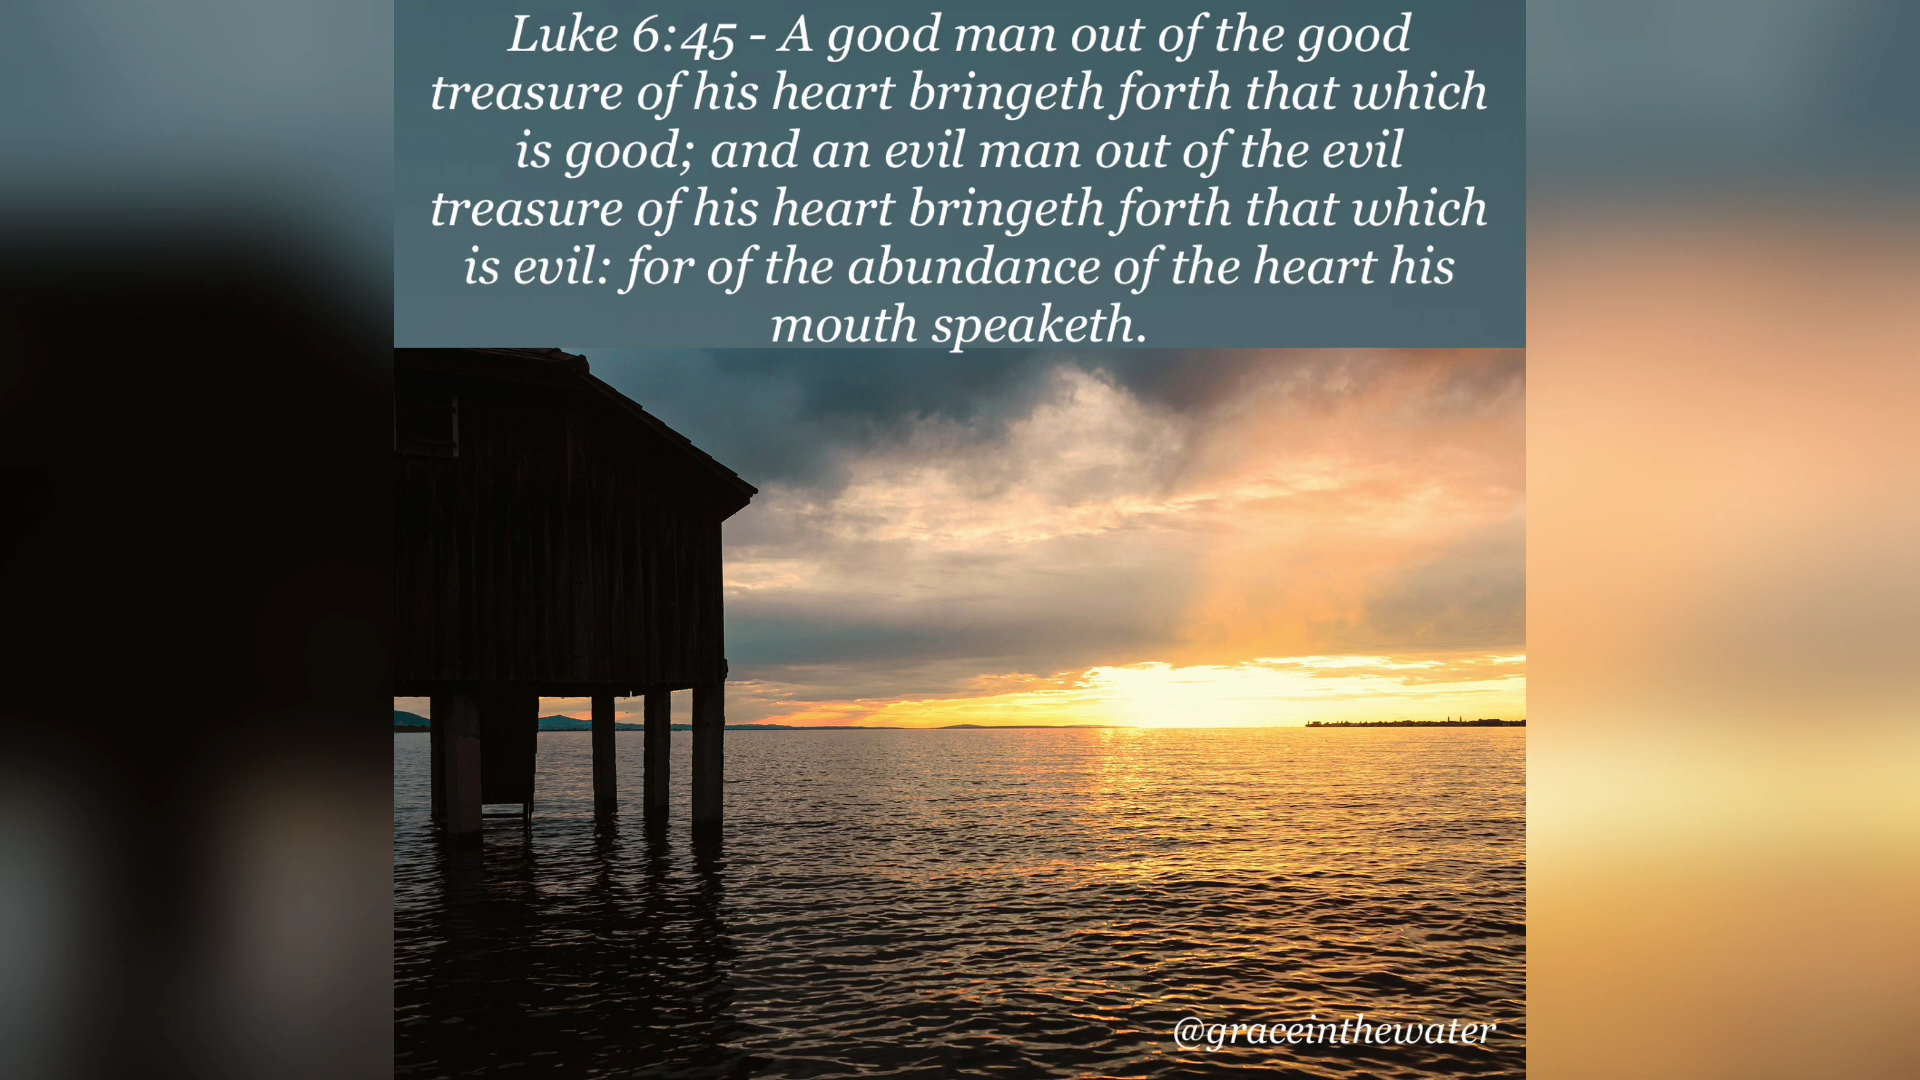 Luke 6:45 - A good man out of the good
treasure of his heart bringeth forth that which
is good; and an evil man out of the evil
treasure of his heart bringeth forth that which
is evil: for of the abundance of the heart his
mouth speaketh.
@graceinthewater